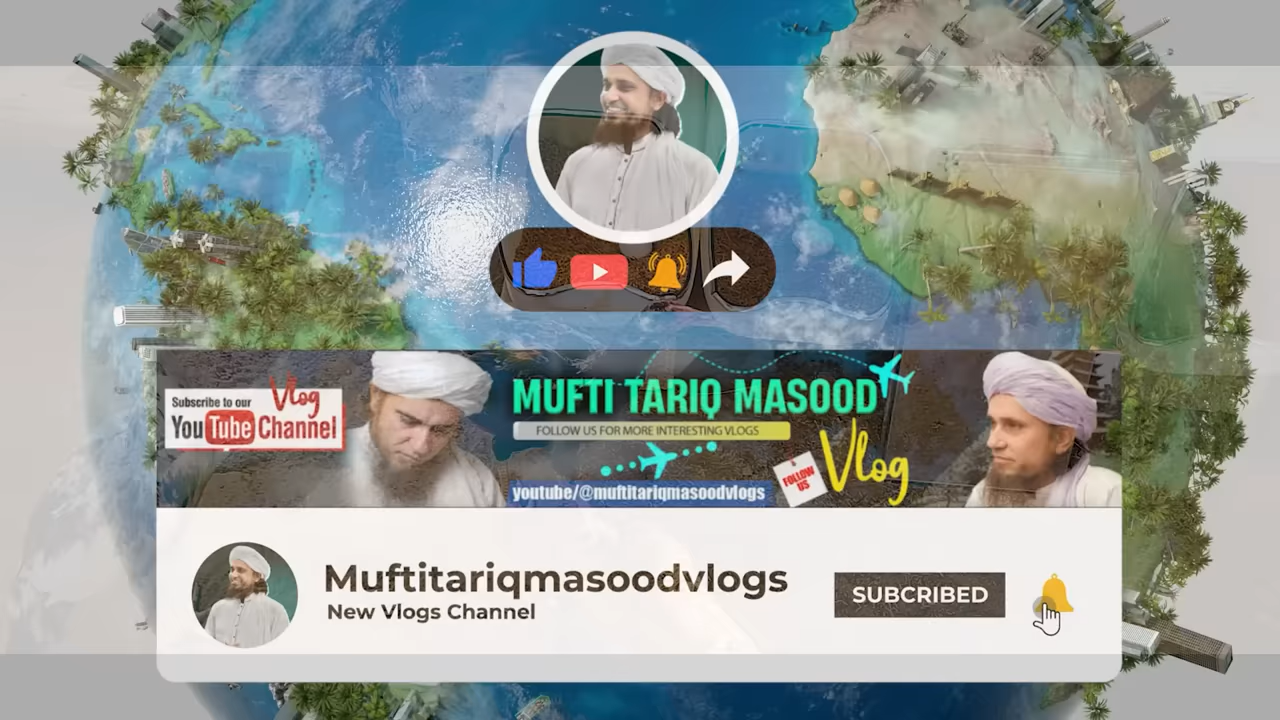 Subscribe to our Vlog
YouTube Channel
MUFTI TARIQ MASOOD
FOLLOW US FOR MORE INTERESTING VLOGS
Vlog
FOLLOW
US
youtube/@muftitariqmasoodvlogs
Muftitariqmasoodvlogs
New Vlogs Channel
SUBCRIBED